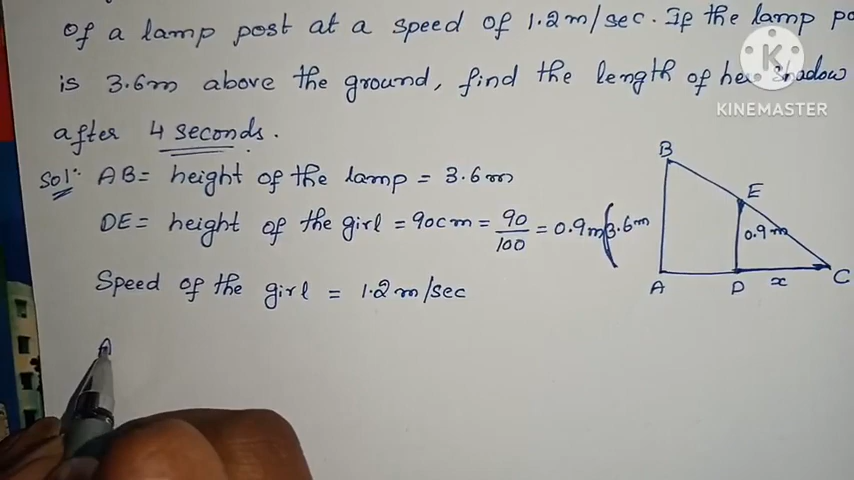 of a lamp post at a speed of 1.2m/sec. If the lamp
is 3.6m above the ground, find the length of her shadow
after 4 seconds.
Sol: AB = height of the lamp = 3.6m
DE = height of the girl = 90cm = 90/100 = 0.9m
Speed of the girl = 1.2m/sec
A
B
E
3.6m
0.9m
A
D
x
C
K
KINEMASTER